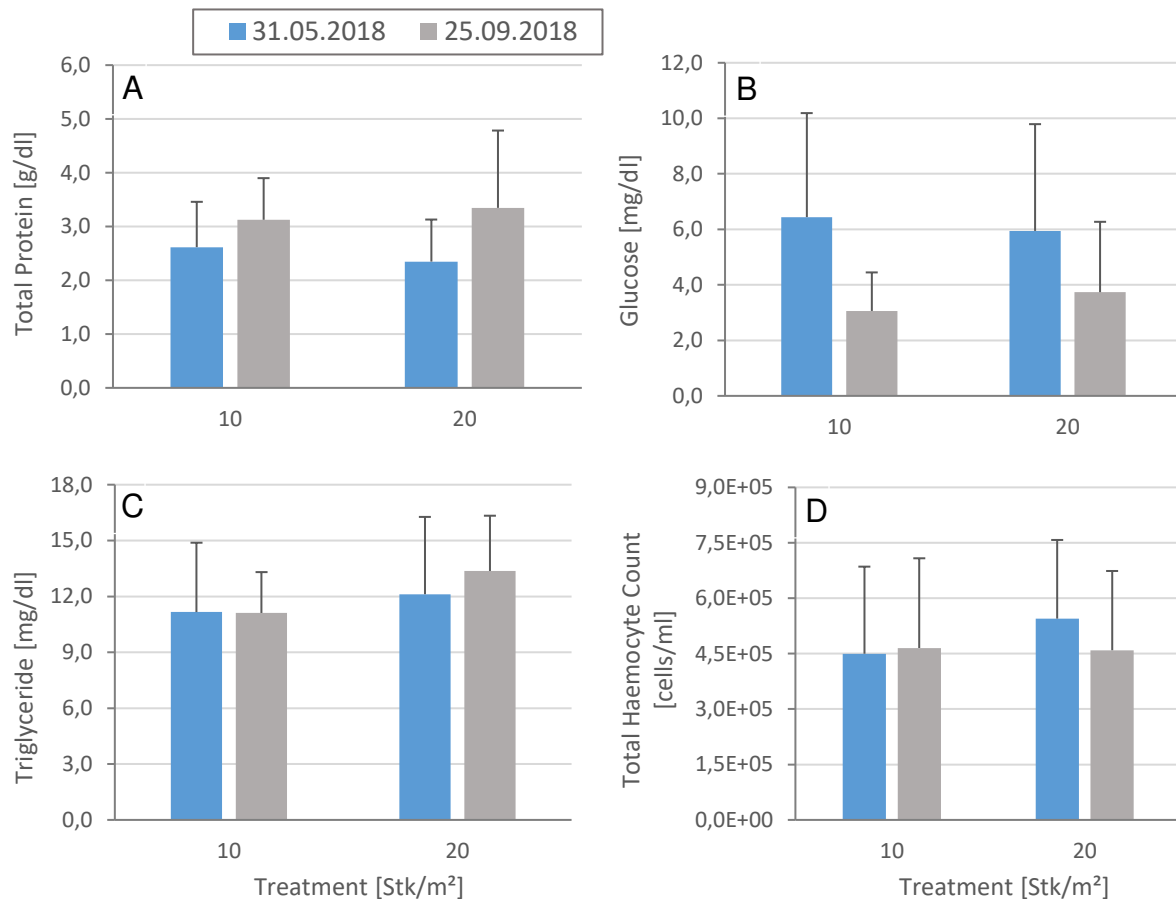 31.05.2018 25.09.2018
A
Total Protein [g/dl]
6,0
5,0
4,0
3,0
2,0
1,0
0,0
10 20
B
Glucose [mg/dl]
12,0
10,0
8,0
6,0
4,0
2,0
0,0
10 20
C
Triglyceride [mg/dl]
18,0
15,0
12,0
9,0
6,0
3,0
0,0
10 20
Treatment [Stk/m²]
D
Total Haemocyte Count
[cells/ml]
9,0E+05
7,5E+05
6,0E+05
4,5E+05
3,0E+05
1,5E+05
0,0E+00
10 20
Treatment [Stk/m²]